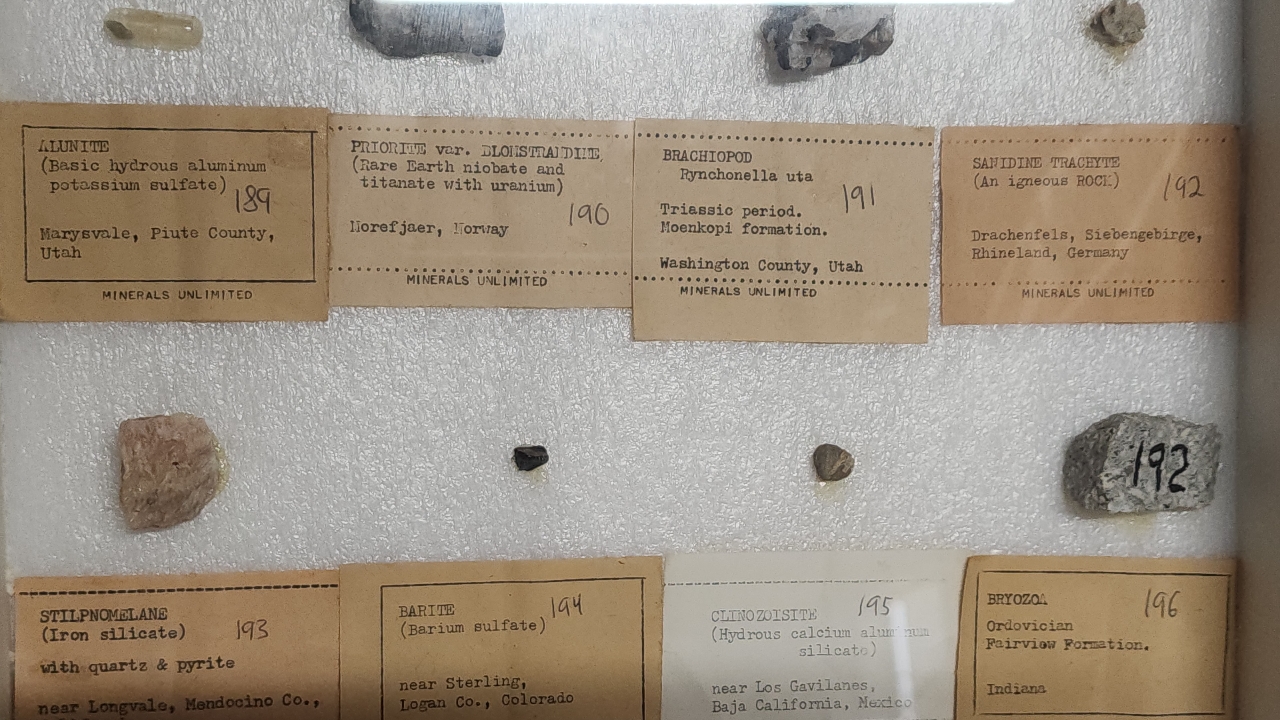 ALUNITE
(Basic hydrous aluminum
potassium sulfate)
189
Marysvale, Piute County,
Utah
MINERALS UNLIMITED
PRIORITE var. BLOMSTRANDINE
(Rare Earth niobate and
titanate with uranium)
190
Morefjaer, Norway
MINERALS UNLIMITED
BRACHIOPOD
Rynchonella uta
191
Triassic period.
Moenkopi formation.
Washington County, Utah
MINERALS UNLIMITED
SANIDINE TRACHYTE
(An igneous ROCK)
192
Drachenfels, Siebengebirge,
Rhineland, Germany
MINERALS UNLIMITED
192
STILPNOMELANE
(Iron silicate)
193
with quartz & pyrite
near Longvale, Mendocino Co.,
BARITE
194
(Barium sulfate)
near Sterling,
Logan Co., Colorado
CLINOZOISITE
195
(Hydrous calcium aluminum
silicate)
near Los Gavilanes,
Baja California, Mexico
BRYOZOA
196
Ordovician
Fairview Formation.
Indiana